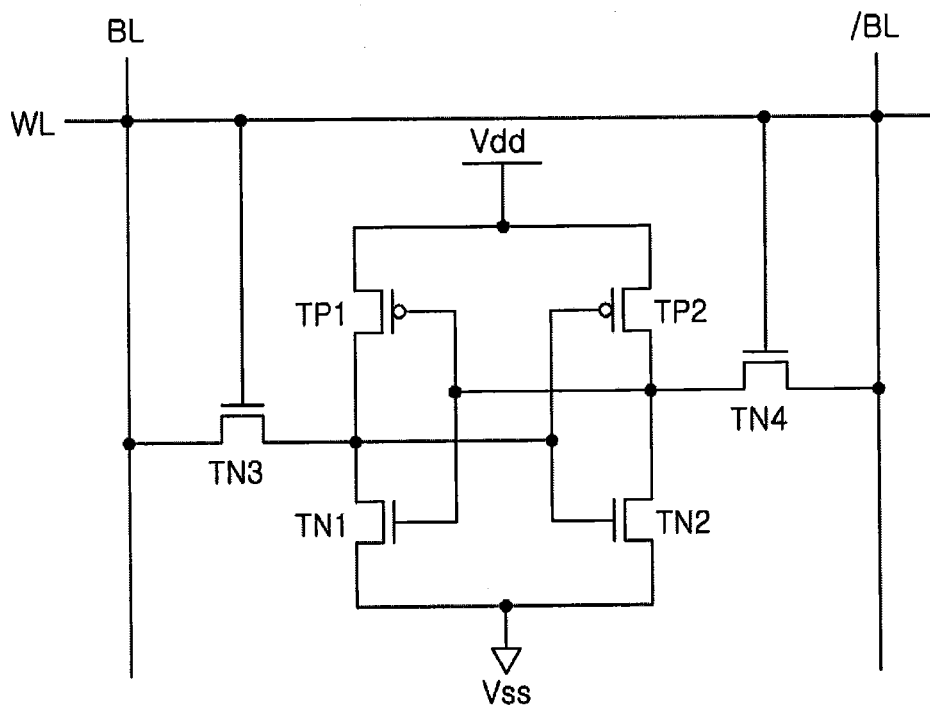 BL
/BL
WL
Vdd
TP1
TP2
TN3
TN4
TN1
TN2
Vss